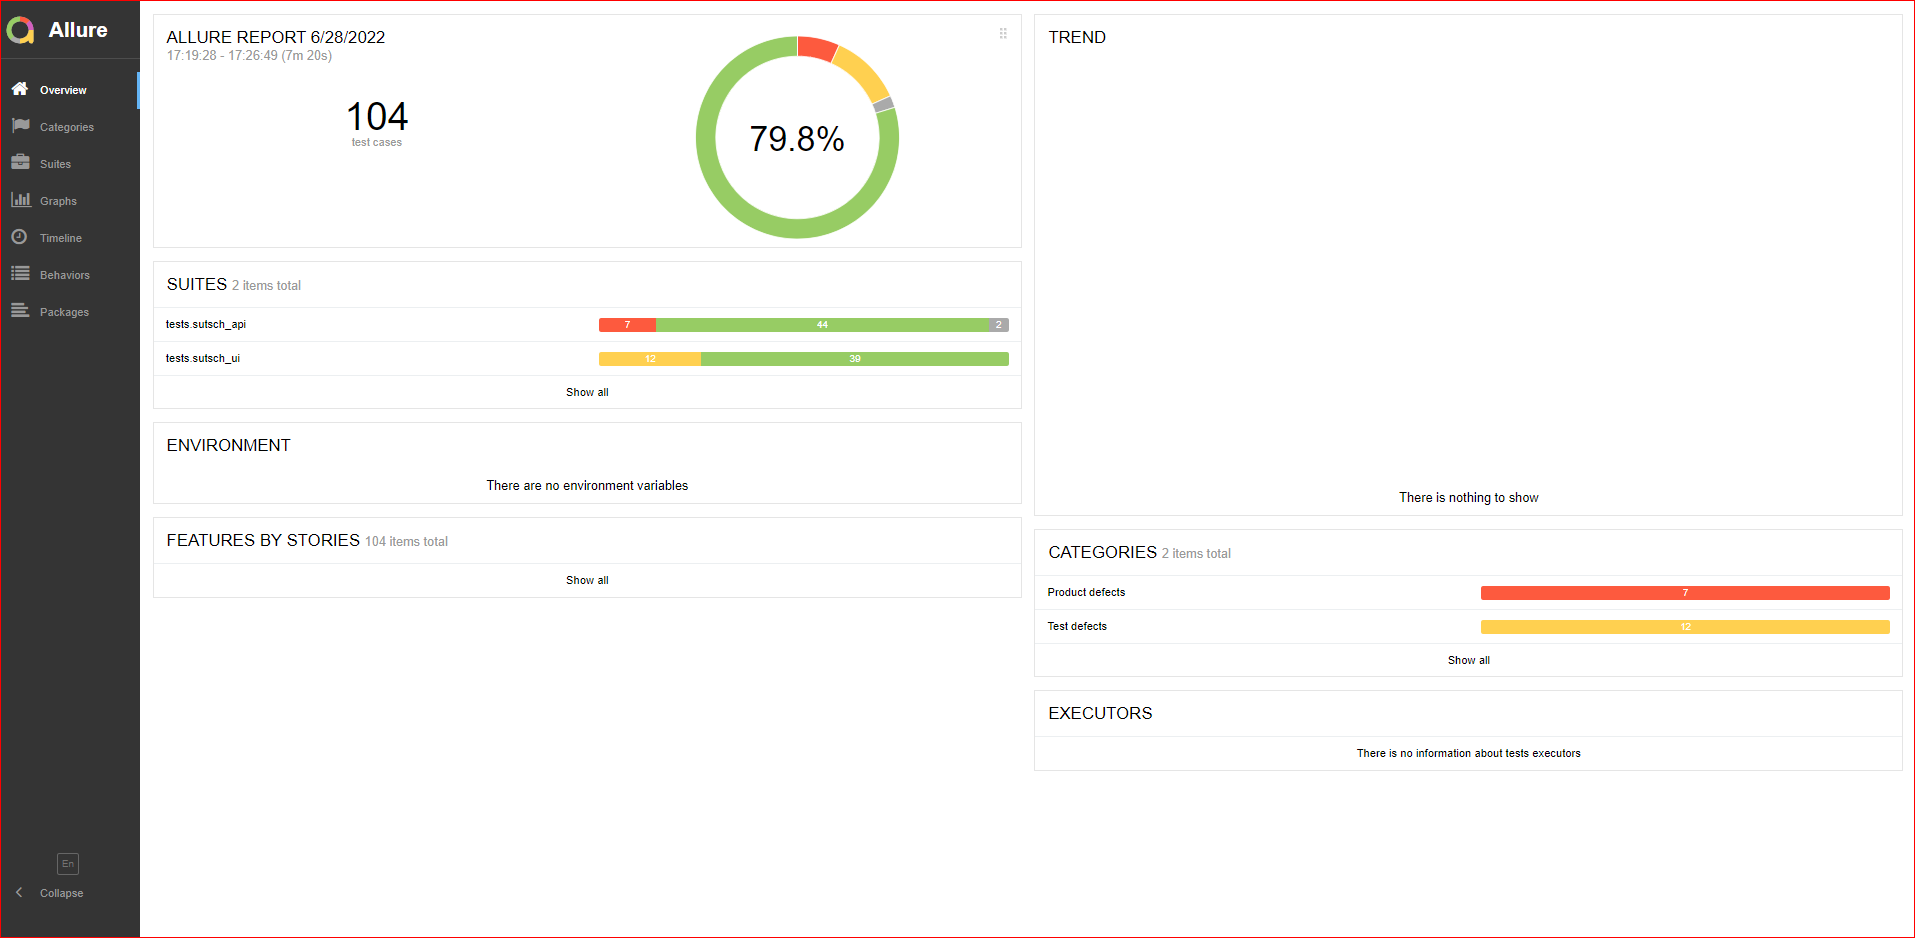 Allure
Overview
Categories
Suites
Graphs
Timeline
Behaviors
Packages
En
Collapse
ALLURE REPORT 6/28/2022
17:19:28 - 17:26:49 (7m 20s)
104
test cases
79.8%
SUITES 2 items total
tests.sutsch_api 7 44 2
tests.sutsch_ui 12 39
Show all
ENVIRONMENT
There are no environment variables
FEATURES BY STORIES 104 items total
Show all
TREND
There is nothing to show
CATEGORIES 2 items total
Product defects 7
Test defects 12
Show all
EXECUTORS
There is no information about tests executors